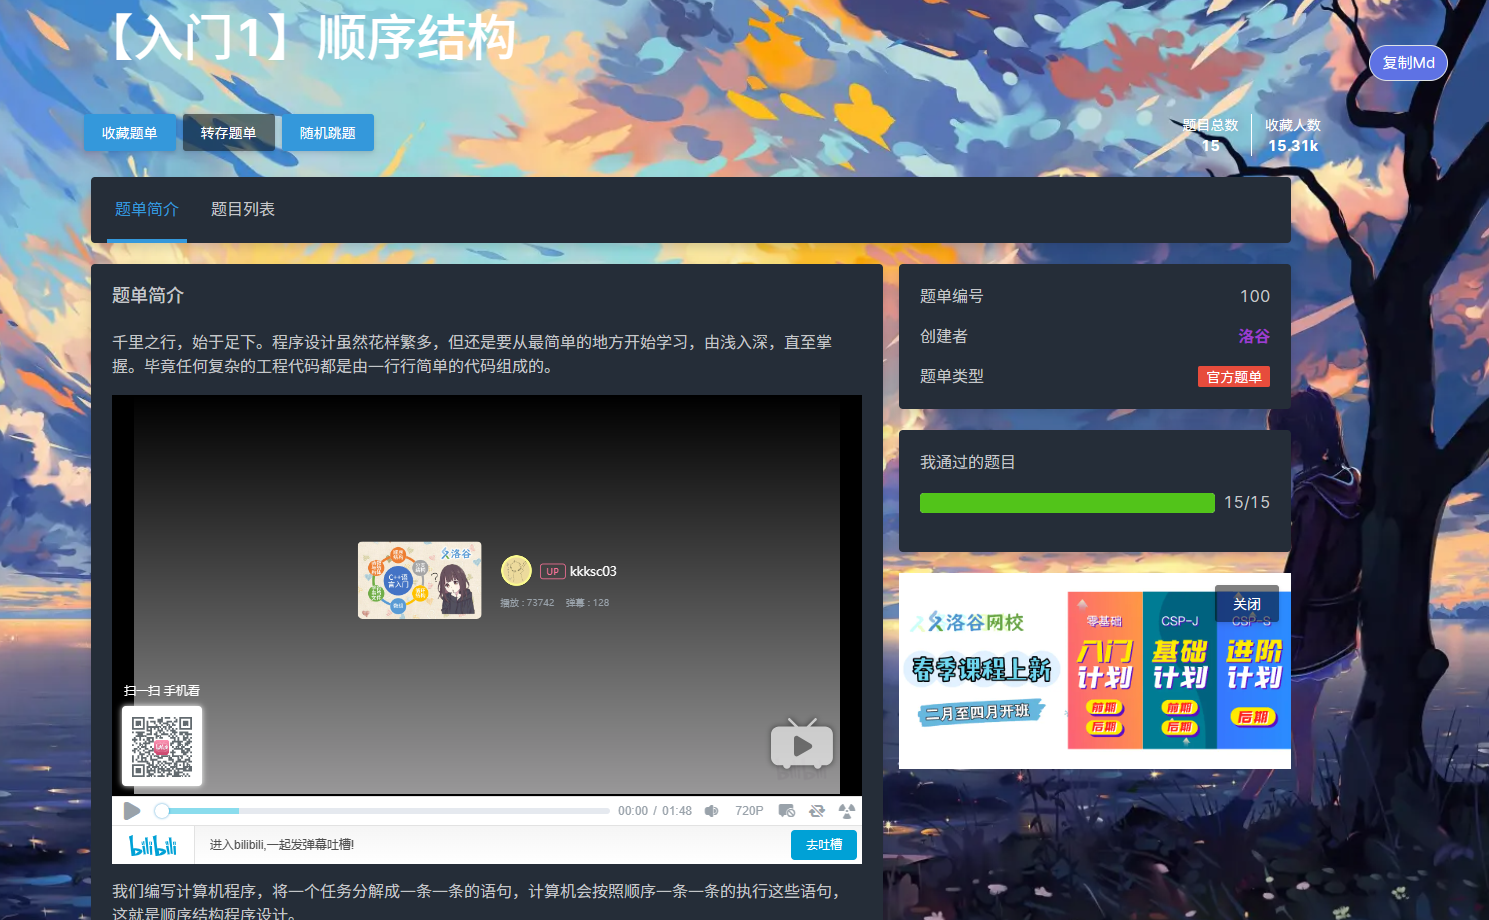 【入门1】顺序结构
复制Md
收藏题单
转存题单
随机跳题
题目总数
15
收藏人数
15.31k
题单简介
题目列表
题单简介
千里之行，始于足下。程序设计虽然花样繁多，但还是要从最简单的地方开始学习，由浅入深，直至掌
握。毕竟任何复杂的工程代码都是由一行行简单的代码组成的。
洛谷
C++语
言入门
UP kkksc03
播放 : 73742 弹幕 : 128
扫一扫 手机看
00:00 / 01:48
720P
bilibili
进入bilibili,一起发弹幕吐槽!
去吐槽
我们编写计算机程序，将一个任务分解成一条一条的语句，计算机会按照顺序一条一条的执行这些语句，
这就是顺序结构程序设计。
题单编号 100
创建者 洛谷
题单类型 官方题单
我通过的题目
15/15
关闭
洛谷网校
春季课程上新
二月至四月开班
零基础
入门
计划
前期
后期
CSP-J
基础
计划
前期
后期
CSP-S
进阶
计划
后期